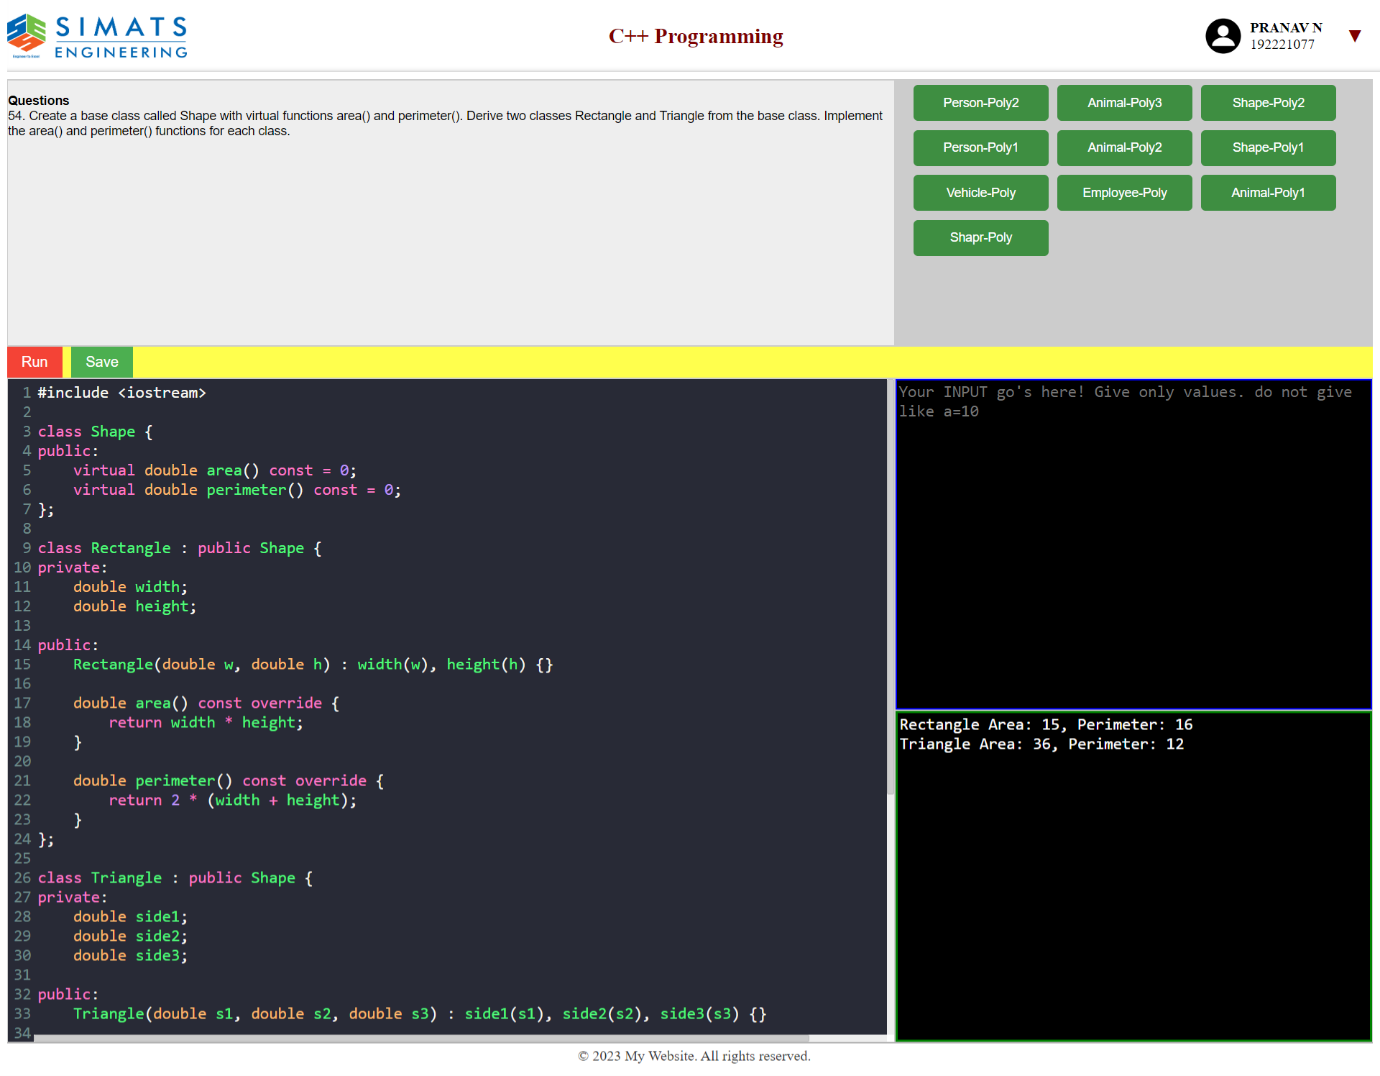 SIMATS
ENGINEERING
C++ Programming
PRANAV N
192221077
Questions
54. Create a base class called Shape with virtual functions area() and perimeter(). Derive two classes Rectangle and Triangle from the base class. Implement
the area() and perimeter() functions for each class.
Person-Poly2
Animal-Poly3
Shape-Poly2
Person-Poly1
Animal-Poly2
Shape-Poly1
Vehicle-Poly
Employee-Poly
Animal-Poly1
Shapr-Poly
Run
Save
1 #include <iostream>
2
3 class Shape {
4 public:
5     virtual double area() const = 0;
6     virtual double perimeter() const = 0;
7 };
8
9 class Rectangle : public Shape {
10 private:
11     double width;
12     double height;
13
14 public:
15     Rectangle(double w, double h) : width(w), height(h) {}
16
17     double area() const override {
18         return width * height;
19     }
20
21     double perimeter() const override {
22         return 2 * (width + height);
23     }
24 };
25
26 class Triangle : public Shape {
27 private:
28     double side1;
29     double side2;
30     double side3;
31
32 public:
33     Triangle(double s1, double s2, double s3) : side1(s1), side2(s2), side3(s3) {}
34
Your INPUT go's here! Give only values. do not give
like a=10
Rectangle Area: 15, Perimeter: 16
Triangle Area: 36, Perimeter: 12
© 2023 My Website. All rights reserved.